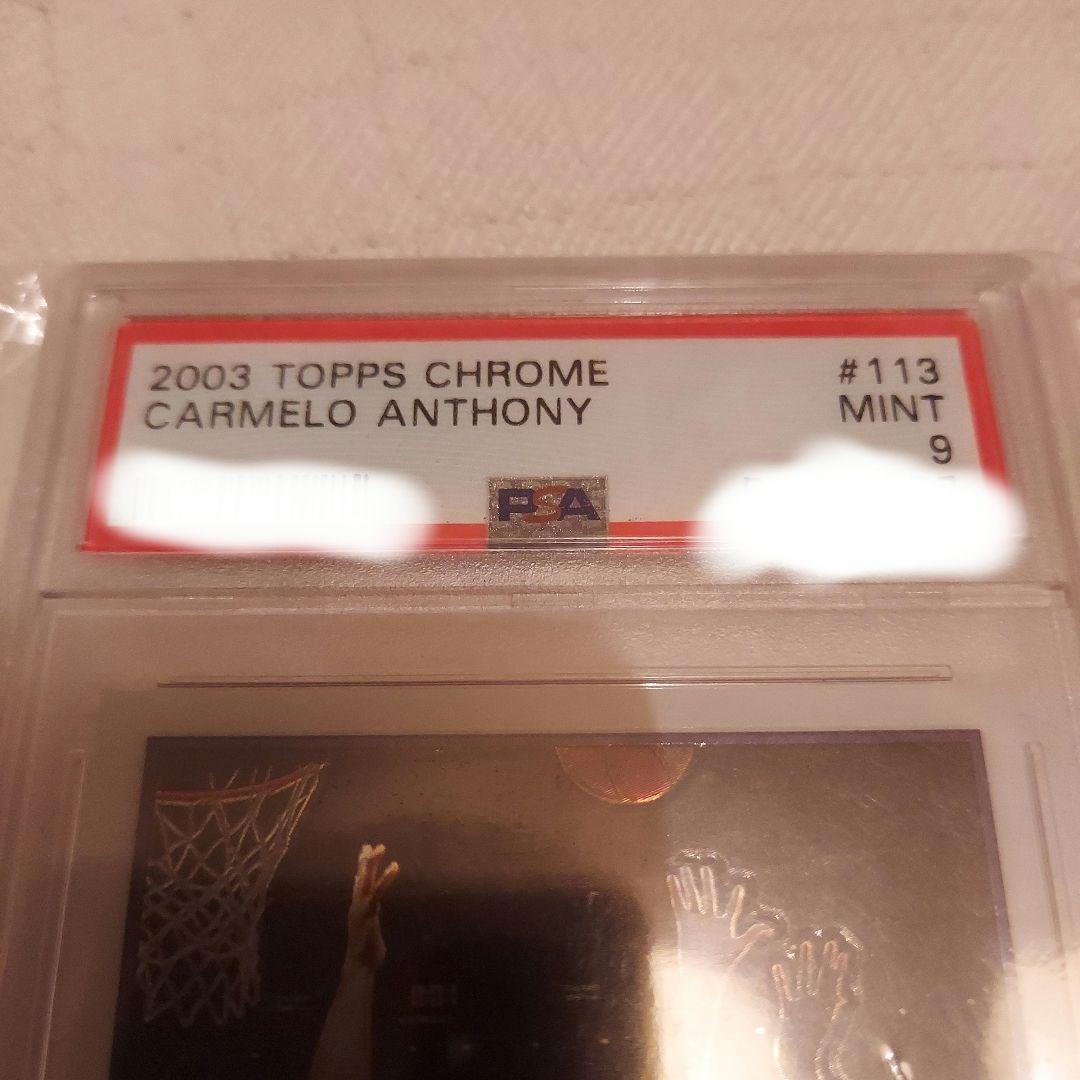 2003 TOPPS CHROME #113
CARMELO ANTHONY MINT
9
PSA